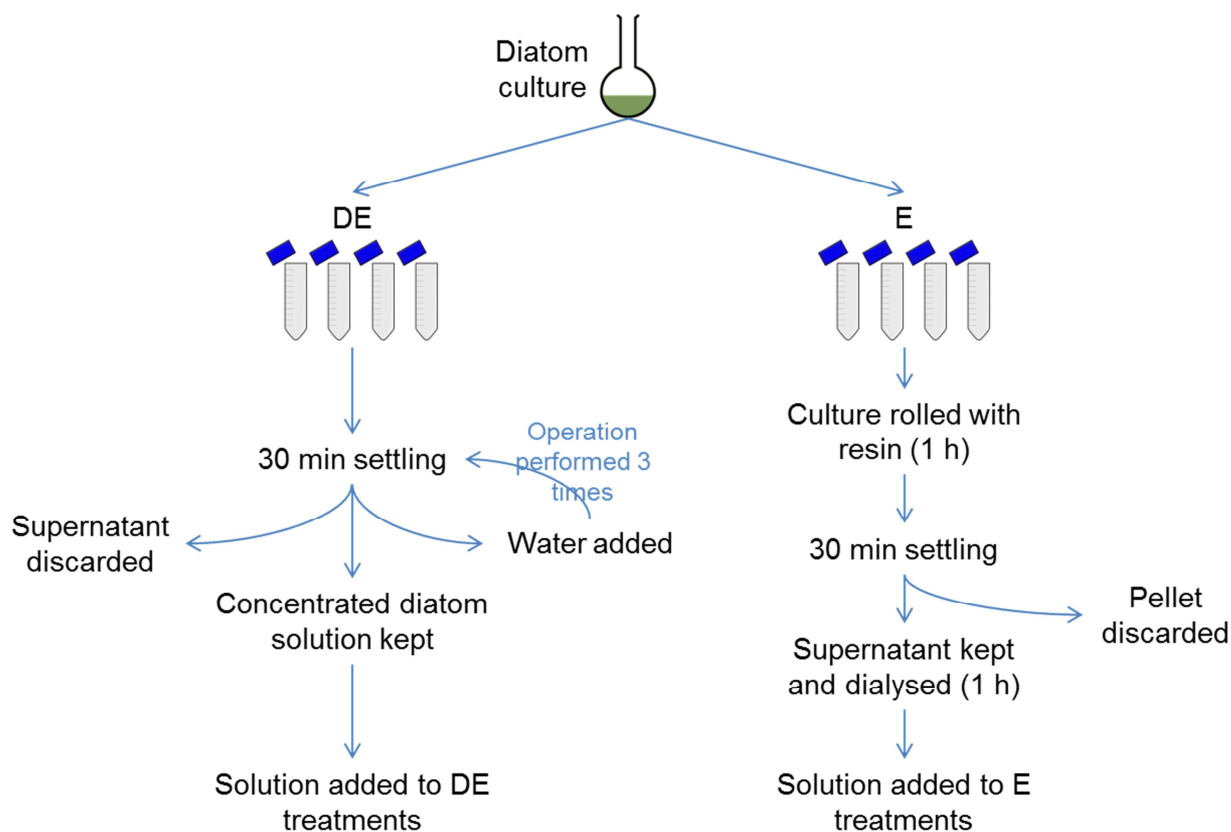 Diatom
culture
DE
E
30 min settling
Operation
performed 3
times
Supernatant
discarded
Water added
Concentrated diatom
solution kept
Solution added to DE
treatments
Culture rolled with
resin (1 h)
30 min settling
Pellet
discarded
Supernatant kept
and dialysed (1 h)
Solution added to E
treatments